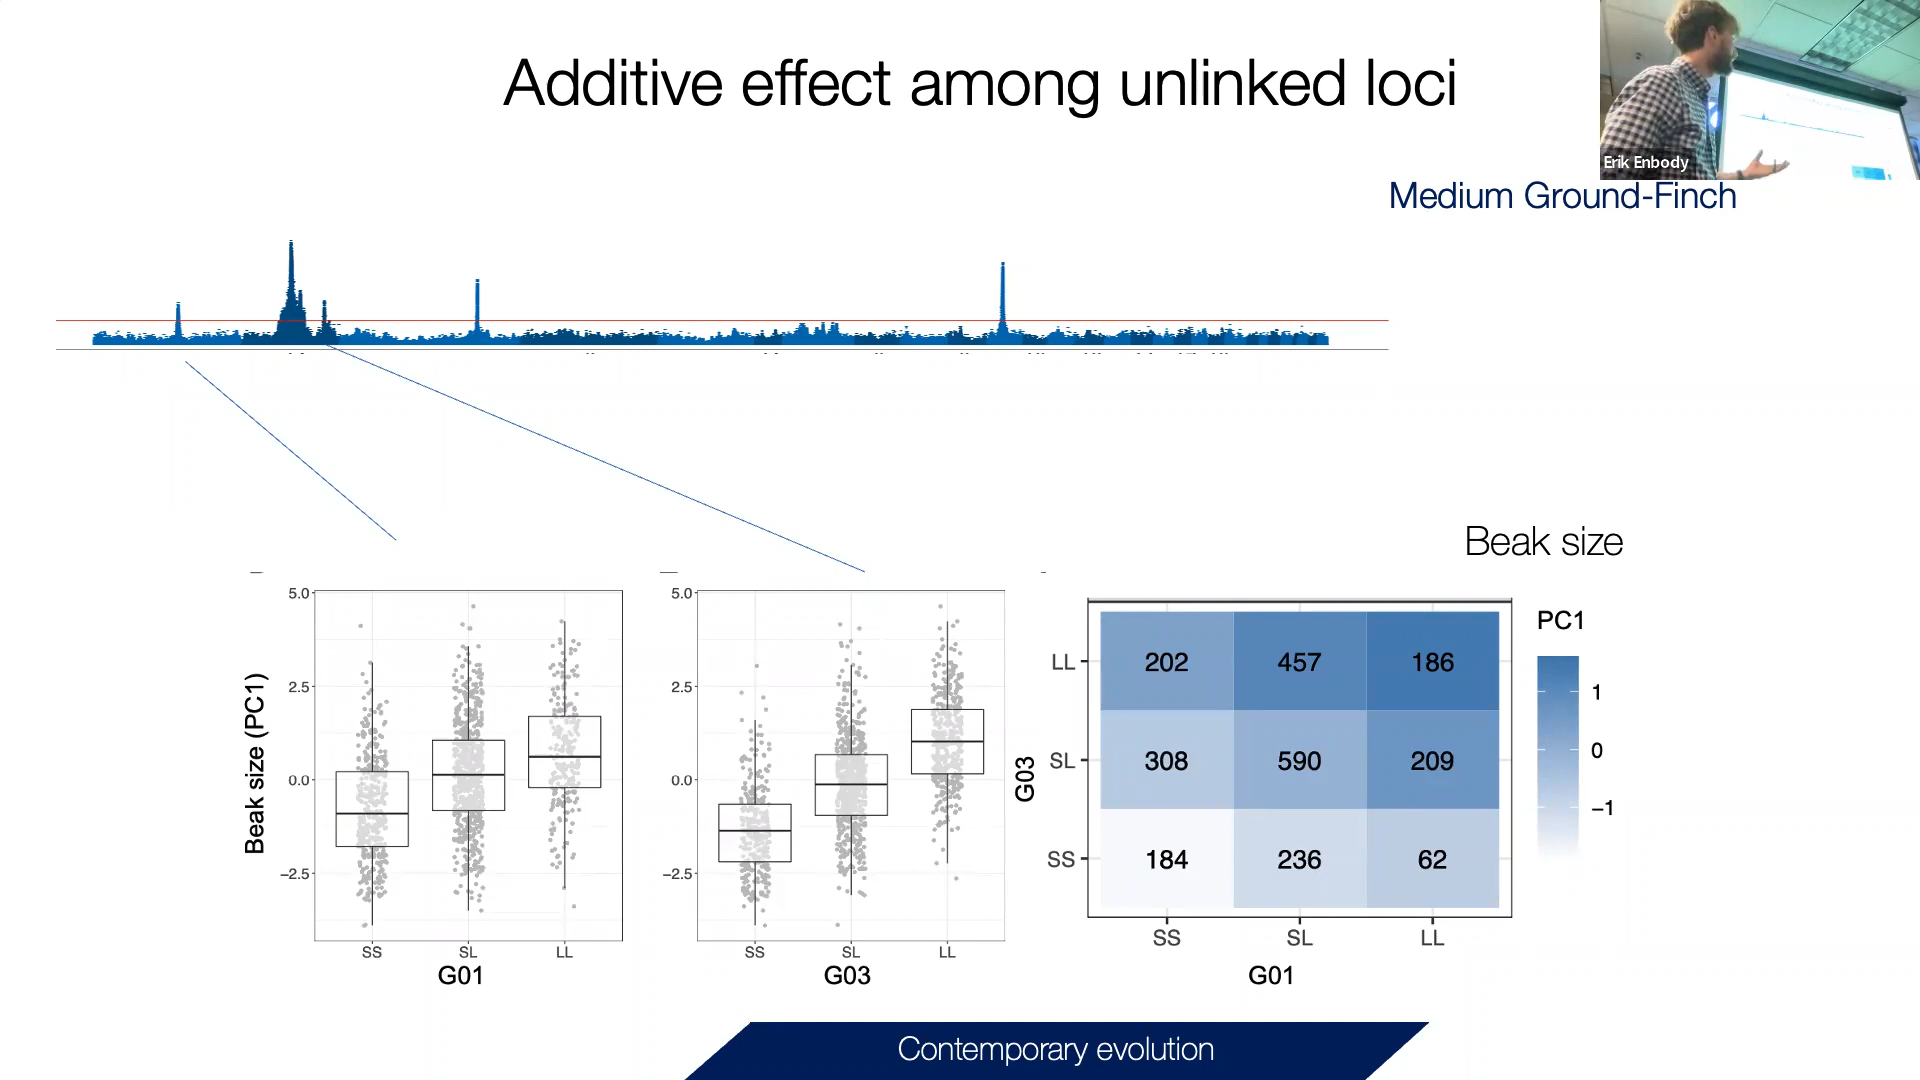 Additive effect among unlinked loci
Erik Enbody
Medium Ground-Finch
Beak size
5.0
2.5
0.0
−2.5
Beak size (PC1)
SS SL LL
G01
5.0
2.5
0.0
−2.5
SS SL LL
G03
G03
LL 202 457 186
SL 308 590 209
SS 184 236 62
SS SL LL
G01
PC1
1
0
−1
Contemporary evolution